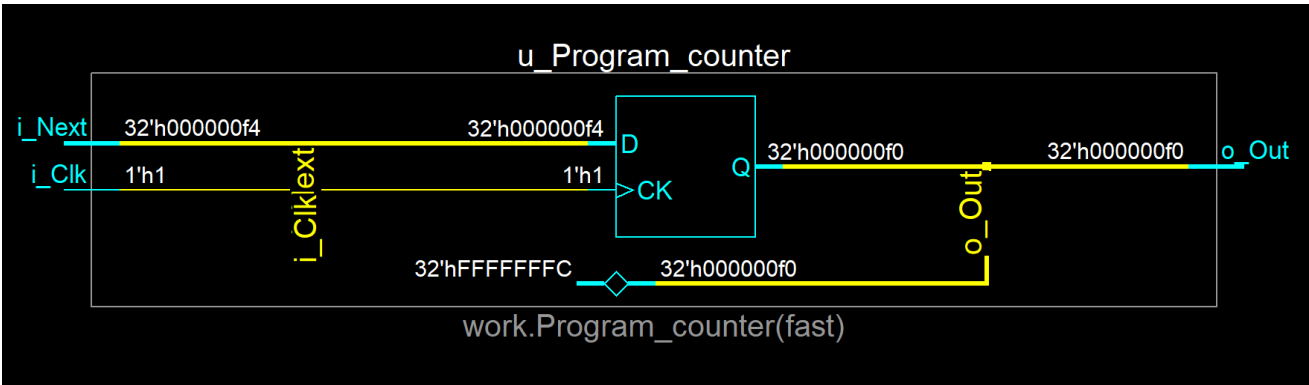 u_Program_counter
i_Next 32'h000000f4 32'h000000f4 D
32'h000000f0 32'h000000f0 o_Out
Q
i_Clk 1'h1 1'h1 CK
i_Clk ext
o_Out
32'hFFFFFFFC 32'h000000f0
work.Program_counter(fast)